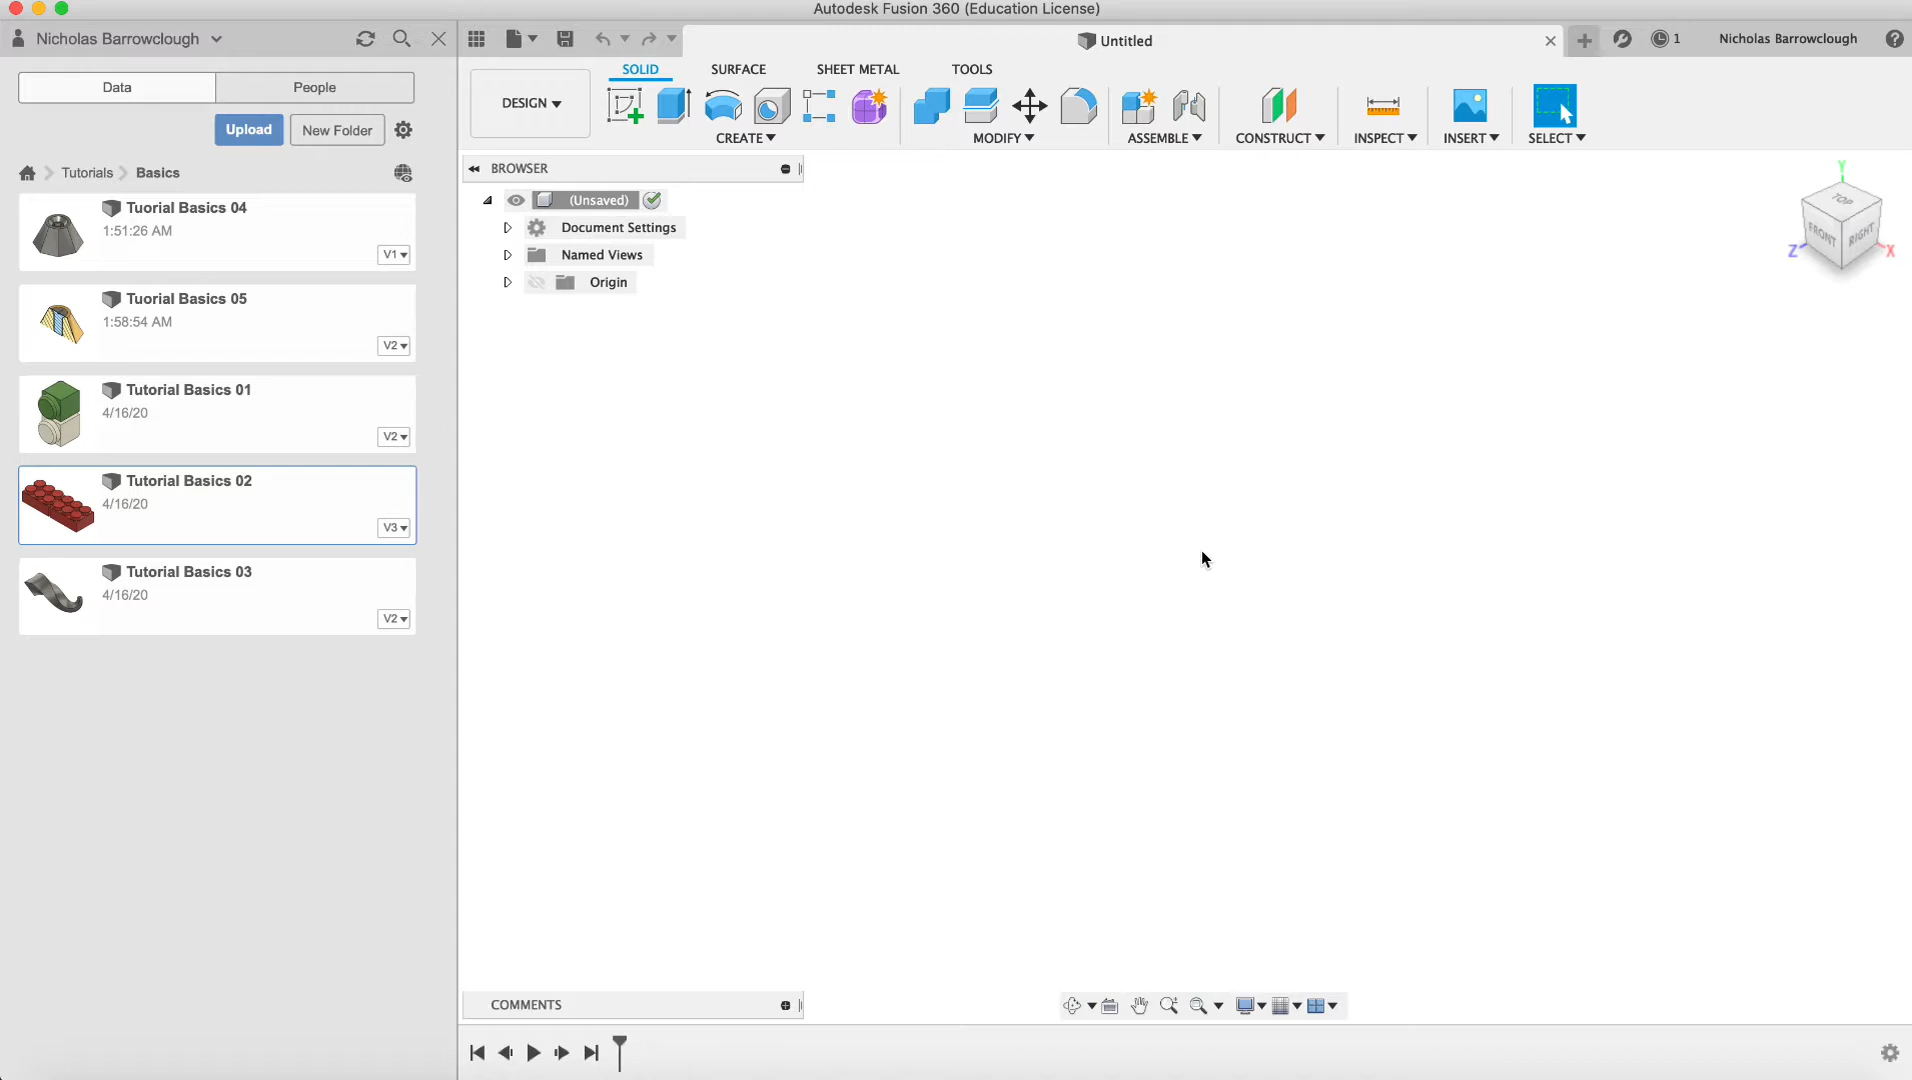 Autodesk Fusion 360 (Education License)
Nicholas Barrowclough
Untitled
1
Nicholas Barrowclough
Data
People
Upload
New Folder
Tutorials
Basics
Tuorial Basics 04
1:51:26 AM
V1
Tuorial Basics 05
1:58:54 AM
V2
Tutorial Basics 01
4/16/20
V2
Tutorial Basics 02
4/16/20
V3
Tutorial Basics 03
4/16/20
V2
SOLID
SURFACE
SHEET METAL
TOOLS
DESIGN
CREATE
MODIFY
ASSEMBLE
CONSTRUCT
INSPECT
INSERT
SELECT
BROWSER
(Unsaved)
Document Settings
Named Views
Origin
Y
TOP
FRONT
RIGHT
Z
X
COMMENTS